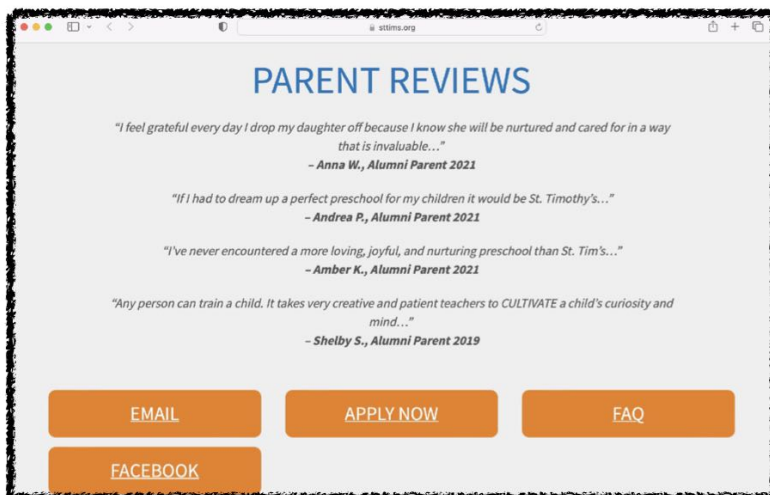 sttims.org
PARENT REVIEWS
“I feel grateful every day I drop my daughter off because I know she will be nurtured and cared for in a way
that is invaluable…”
– Anna W., Alumni Parent 2021
“If I had to dream up a perfect preschool for my children it would be St. Timothy’s…”
– Andrea P., Alumni Parent 2021
“I've never encountered a more loving, joyful, and nurturing preschool than St. Tim’s…”
– Amber K., Alumni Parent 2021
“Any person can train a child. It takes very creative and patient teachers to CULTIVATE a child’s curiosity and
mind…”
– Shelby S., Alumni Parent 2019
EMAIL
APPLY NOW
FAQ
FACEBOOK